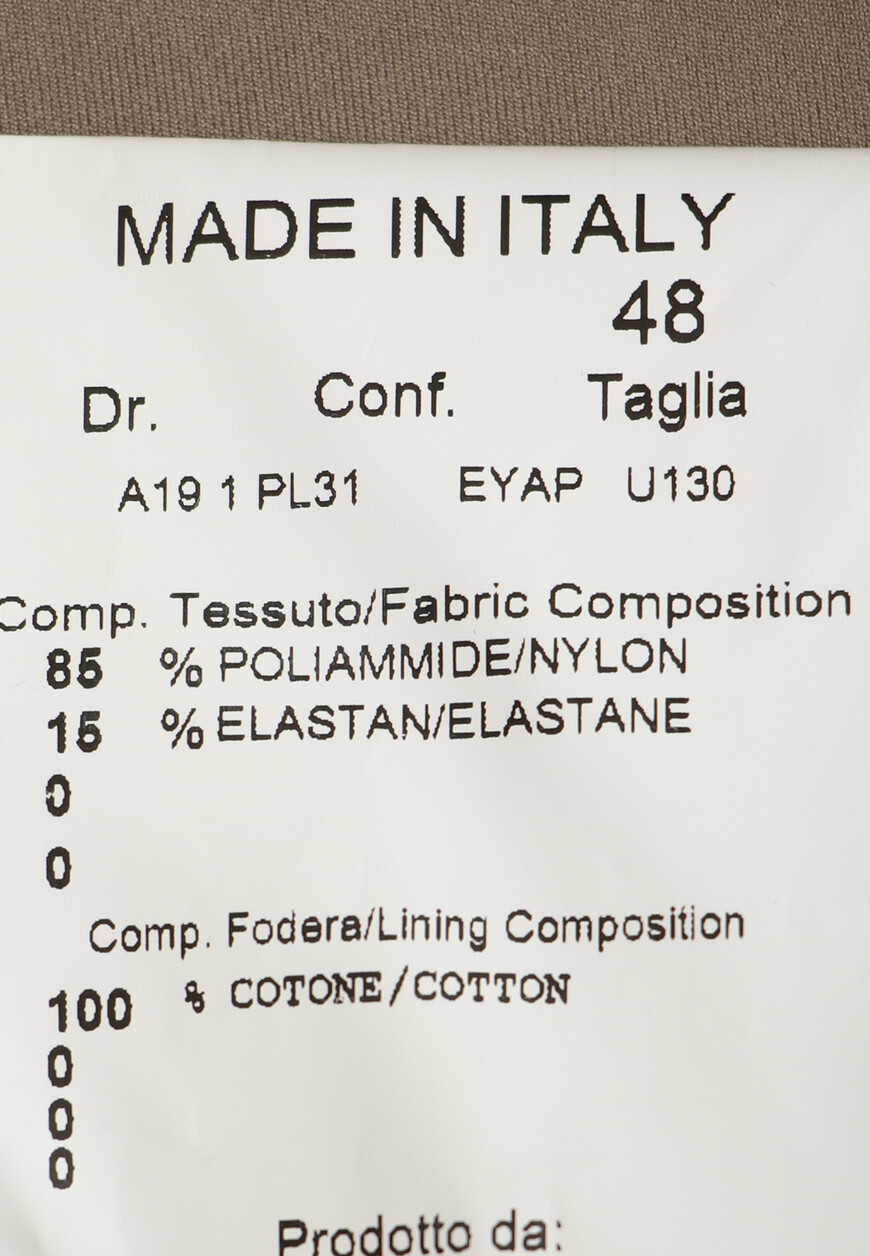 MADE IN ITALY
48
Dr. Conf. Taglia
A19 1 PL31 EYAP U130
Comp. Tessuto/Fabric Composition
85 % POLIAMMIDE/NYLON
15 % ELASTAN/ELASTANE
0
0
Comp. Fodera/Lining Composition
100 % COTONE/COTTON
0
0
0
Prodotto da: